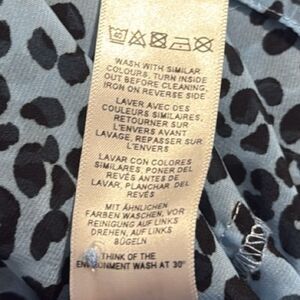 WASH WITH SIMILAR
COLOURS, TURN INSIDE
OUT BEFORE CLEANING,
IRON ON REVERSE SIDE
LAVER AVEC DES
COULEURS SIMILAIRES,
RETOURNER SUR
L'ENVERS AVANT
LAVAGE, REPASSER SUR
L'ENVERS
LAVAR CON COLORES
SIMILARES, PONER DEL
REVÉS ANTES DE
LAVAR, PLANCHAR DEL
REVÉS
MIT ÄHNLICHEN
FARBEN WASCHEN, VOR
REINIGUNG AUF LINKS
DREHEN, AUF LINKS
BÜGELN
THINK OF THE
ENVIRONMENT WASH AT 30°